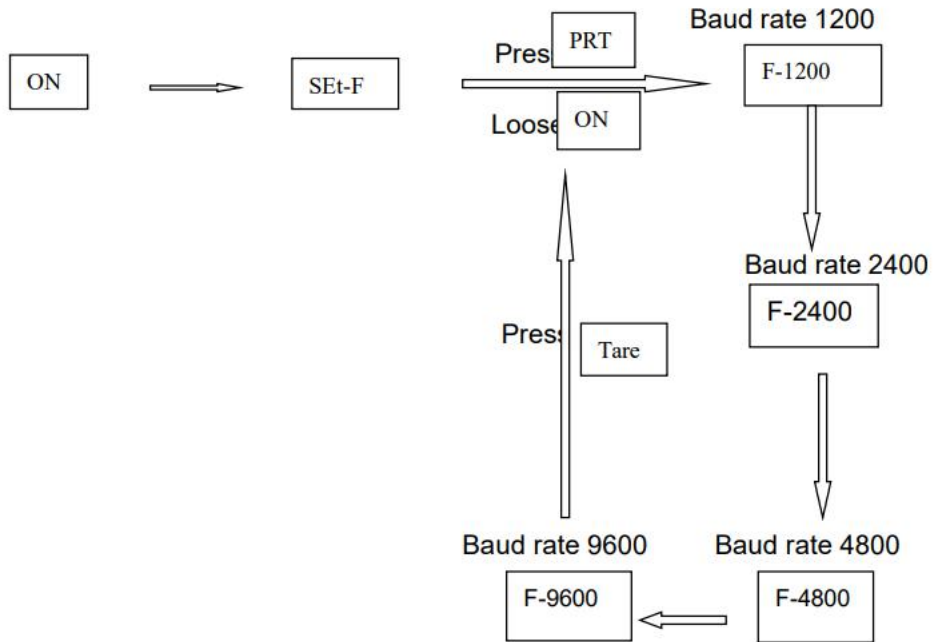 Baud rate 1200
PRT
Pres
ON
SEt-F
F-1200
Loose
ON
Baud rate 2400
F-2400
Press
Tare
Baud rate 9600
Baud rate 4800
F-9600
F-4800